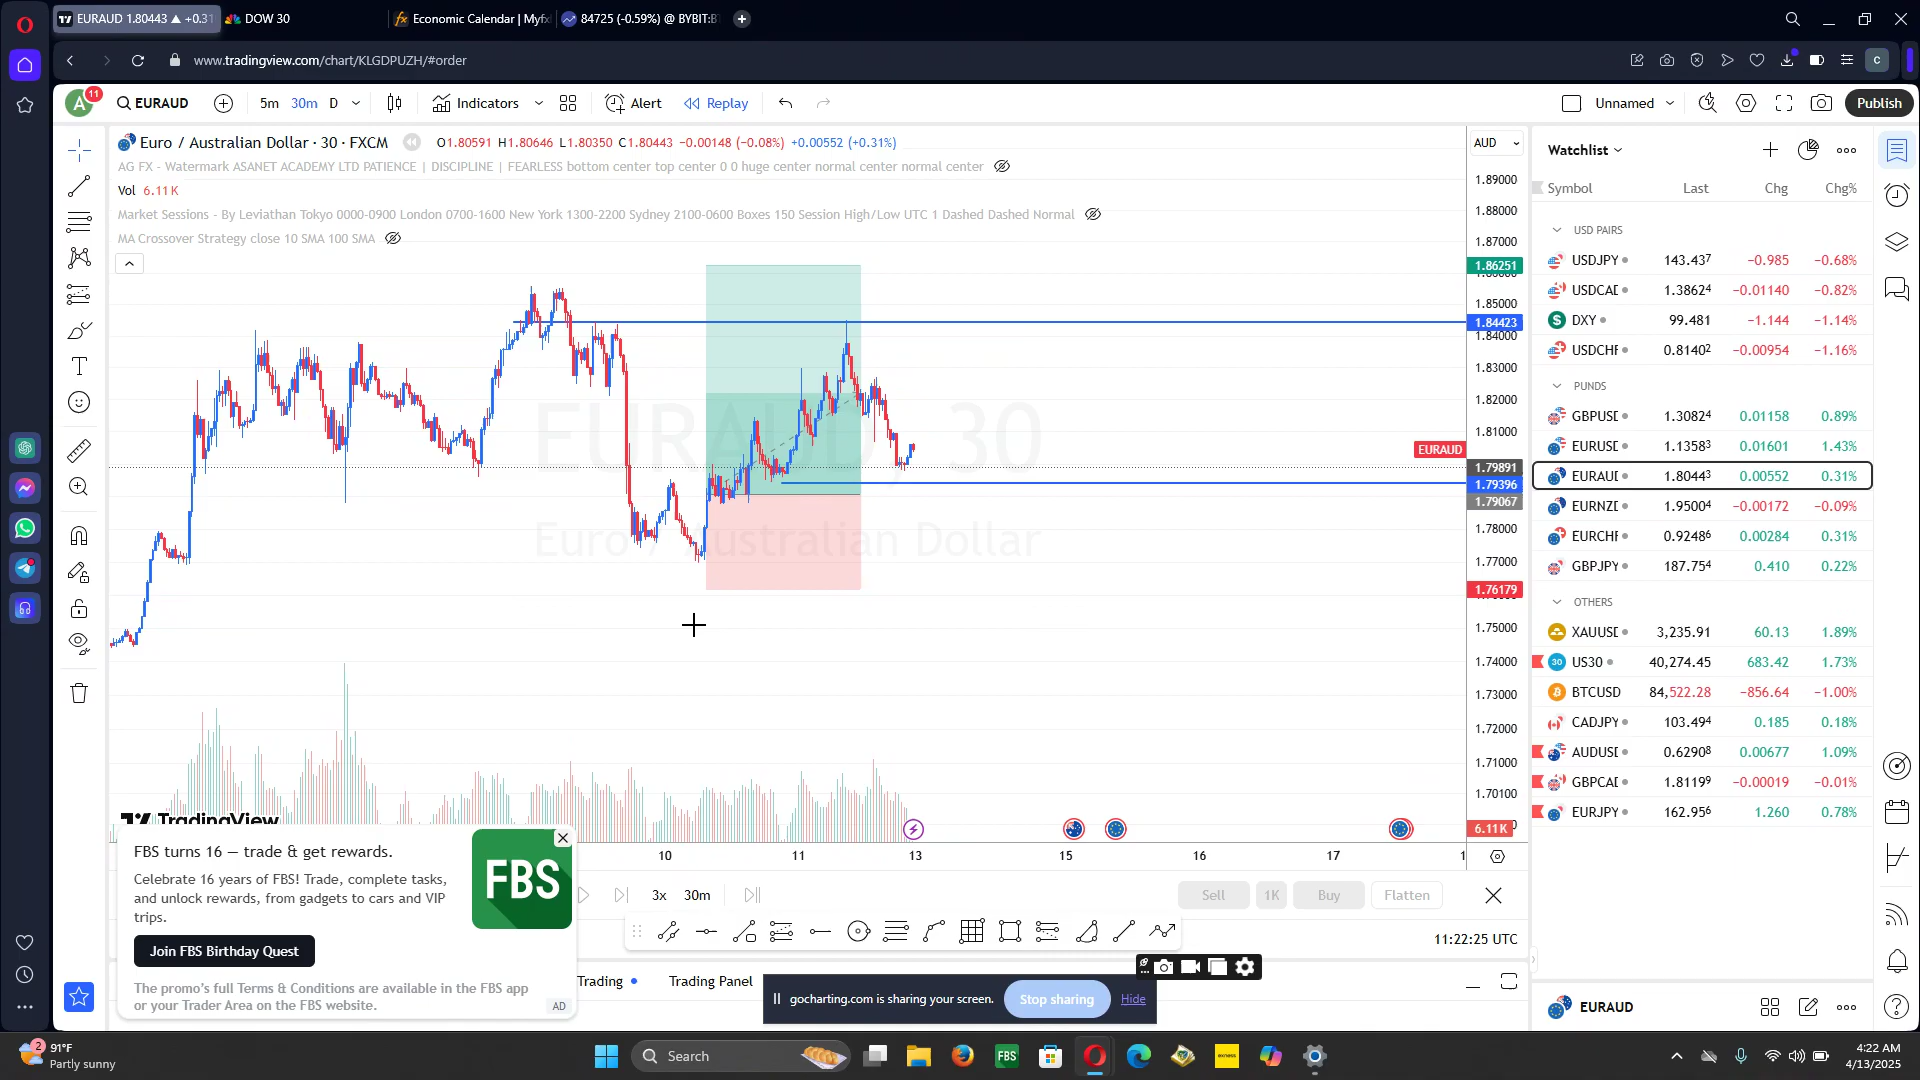 EURAUD 1.80443 ▲ +0.31
DOW 30
Economic Calendar | Myfx
84725 (-0.59%) @ BYBIT:B
www.tradingview.com/chart/KLGDPUZH/#order
A 11
EURAUD
5m 30m D
Indicators
Alert
Replay
Unnamed
Publish
Euro / Australian Dollar · 30 · FXCM
O1.80591 H1.80646 L1.80350 C1.80443 −0.00148 (−0.08%) +0.00552 (+0.31%)
AG FX - Watermark ASANET ACADEMY LTD PATIENCE | DISCIPLINE | FEARLESS bottom center top center 0 0 huge center normal center normal center
Vol 6.11 K
Market Sessions - By Leviathan Tokyo 0000-0900 London 0700-1600 New York 1300-2200 Sydney 2100-0600 Boxes 150 Session High/Low UTC 1 Dashed Dashed Normal
MA Crossover Strategy close 10 SMA 100 SMA
EURAUD 30
Euro / Australian Dollar
AUD
1.89000
1.88000
1.87000
1.86251
1.85000
1.84423
1.84000
1.83000
1.82000
1.81000
EURAUD
1.79891
1.79396
1.79067
1.78000
1.77000
1.76179
1.75000
1.74000
1.73000
1.72000
1.71000
1.70100
6.11 K
TradingView
10 11 13 15 16 17 1
Watchlist
Symbol Last Chg Chg%
USD PAIRS
USDJPY 143.437 −0.985 −0.68%
USDCAD 1.38624 −0.01140 −0.82%
DXY 99.481 −1.144 −1.14%
USDCHF 0.81402 −0.00954 −1.16%
PUNDS
GBPUSD 1.30824 0.01158 0.89%
EURUSD 1.13583 0.01601 1.43%
EURAUD 1.80443 0.00552 0.31%
EURNZD 1.95004 −0.00172 −0.09%
EURCHF 0.92486 0.00284 0.31%
GBPJPY 187.754 0.410 0.22%
OTHERS
XAUUSD 3,235.91 60.13 1.89%
US30 40,274.45 683.42 1.73%
BTCUSD 84,522.28 −856.64 −1.00%
CADJPY 103.494 0.185 0.18%
AUDUSD 0.62908 0.00677 1.09%
GBPCAD 1.81199 −0.00019 −0.01%
EURJPY 162.956 1.260 0.78%
FBS turns 16 — trade & get rewards.
Celebrate 16 years of FBS! Trade, complete tasks,
and unlock rewards, from gadgets to cars and VIP
trips.
Join FBS Birthday Quest
The promo's full Terms & Conditions are available in the FBS app
or your Trader Area on the FBS website.
AD
FBS
3x 30m
Sell 1K Buy Flatten
11:22:25 UTC
Trading
Trading Panel
gocharting.com is sharing your screen.
Stop sharing
Hide
EURAUD
2
91°F
Partly sunny
Search
FBS
exness
4:22 AM
4/13/2025